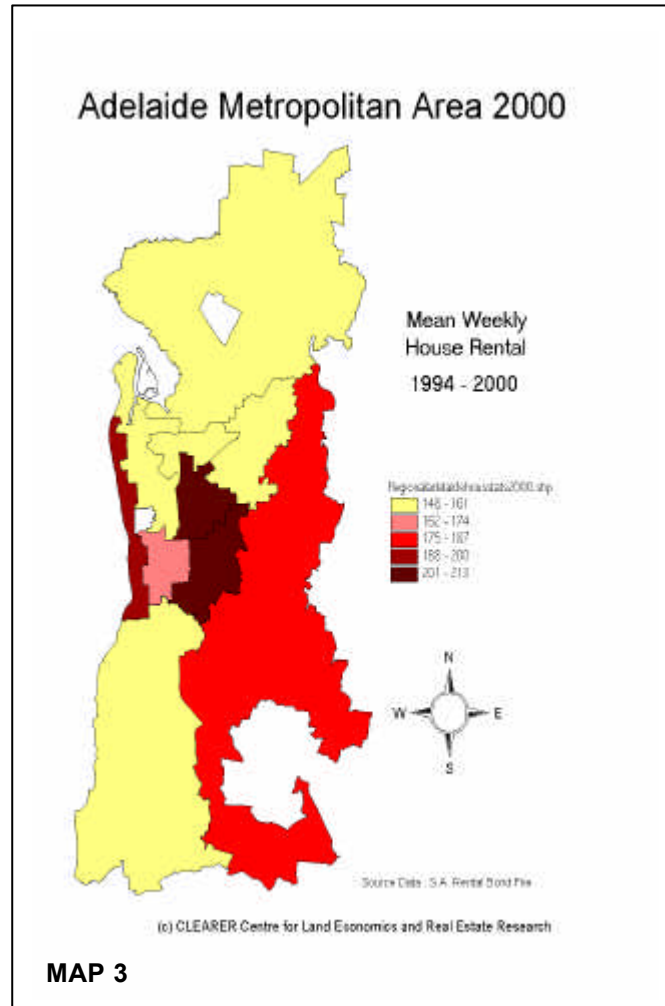 Adelaide Metropolitan Area 2000
Mean Weekly
House Rental
1994 - 2000
148 - 161
162 - 174
175 - 187
188 - 200
201 - 213
N
W
E
S
Source Data : S.A. Rental Bond File
(c) CLEARER Centre for Land Economics and Real Estate Research
MAP 3